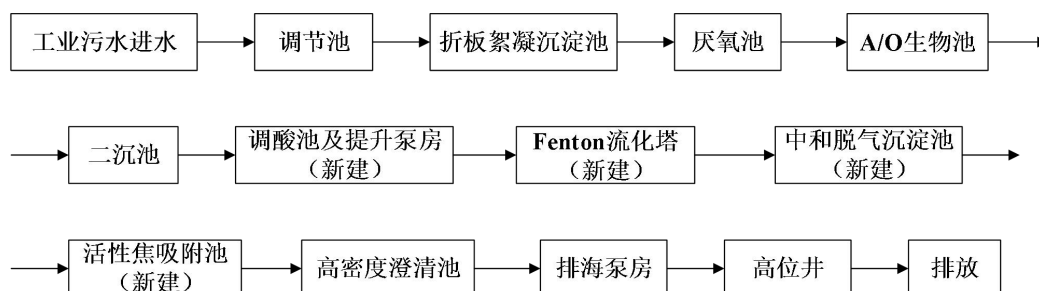 工业污水进水
调节池
折板絮凝沉淀池
厌氧池
A/O生物池
二沉池
调酸池及提升泵房
（新建）
Fenton流化塔
（新建）
中和脱气沉淀池
（新建）
活性焦吸附池
（新建）
高密度澄清池
排海泵房
高位井
排放